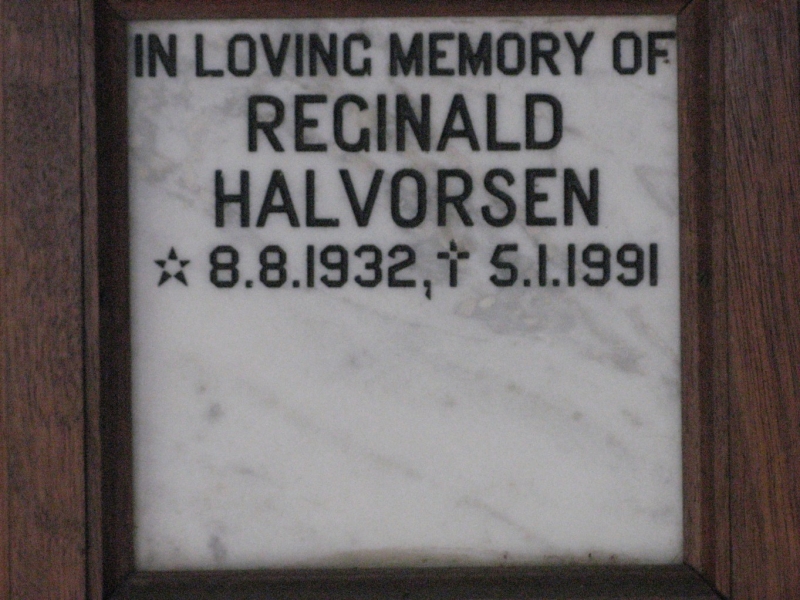 IN LOVING MEMORY OF
REGINALD
HALVORSEN
☆ 8.8.1932, ✝ 5.1.1991